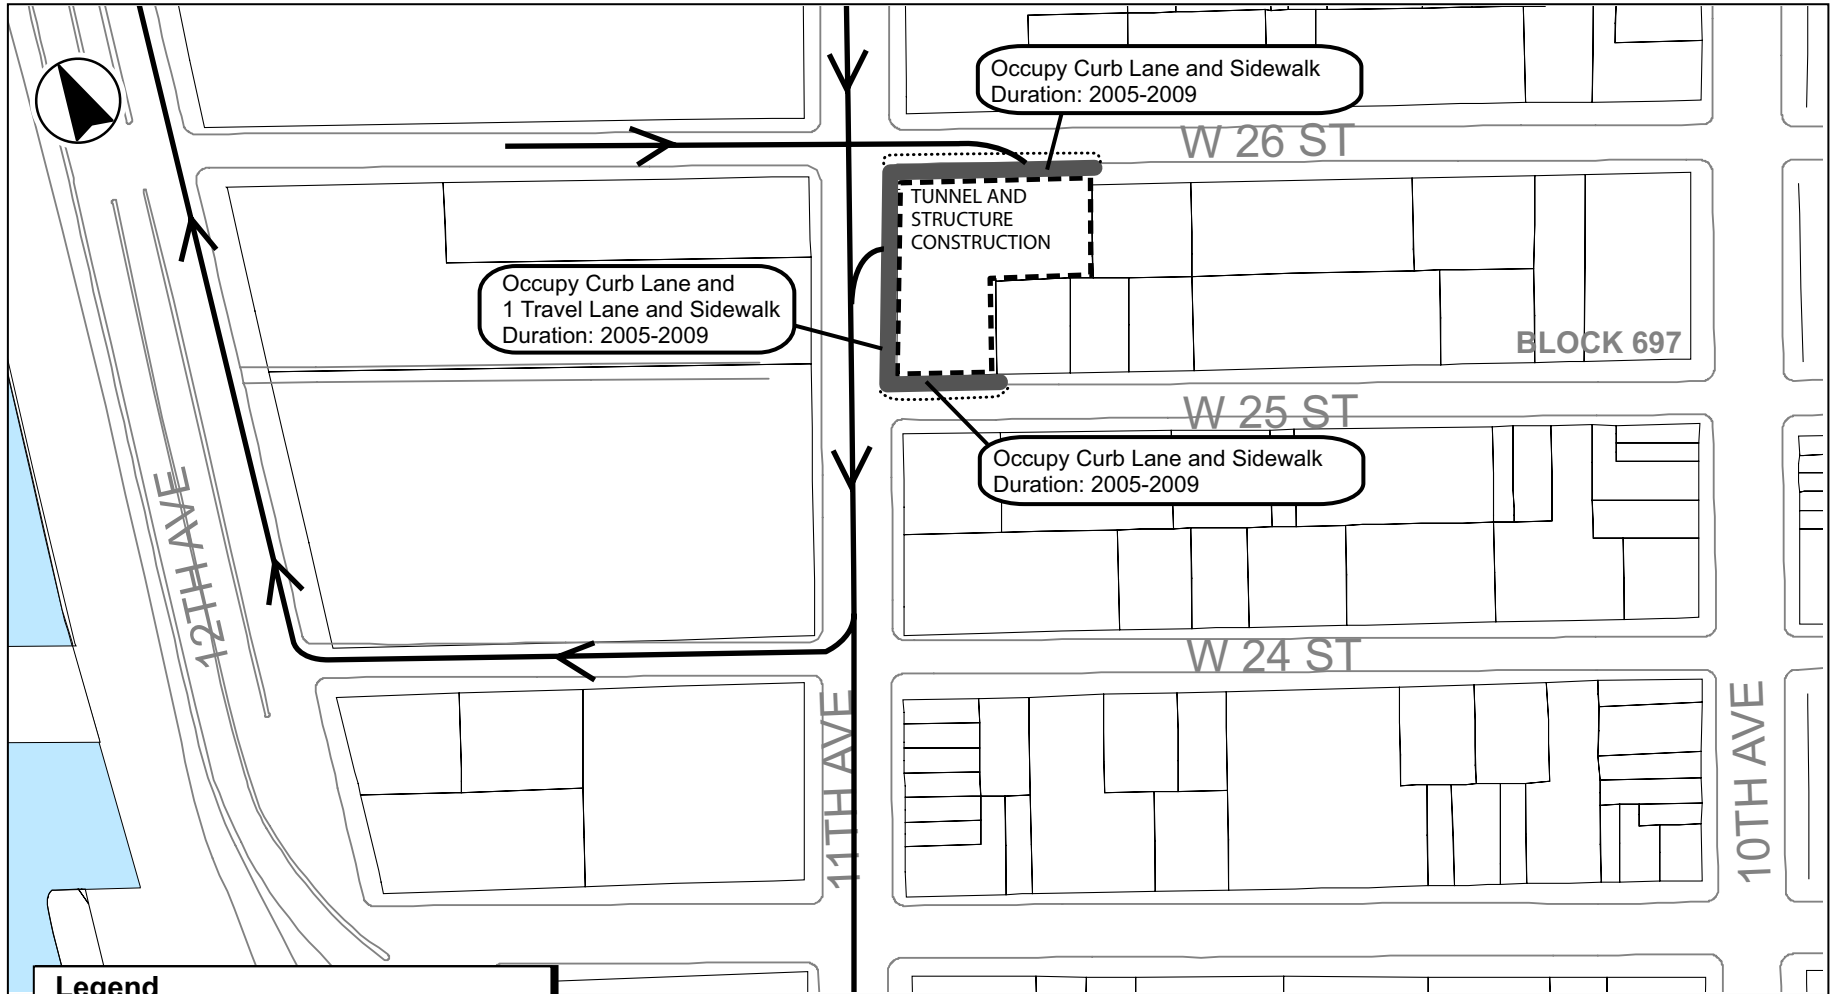 Occupy Curb Lane and Sidewalk
Duration: 2005-2009
W 26 ST
TUNNEL AND
STRUCTURE
CONSTRUCTION
Occupy Curb Lane and
1 Travel Lane and Sidewalk
Duration: 2005-2009
BLOCK 697
W 25 ST
Occupy Curb Lane and Sidewalk
Duration: 2005-2009
12TH AVE
W 24 ST
11TH AVE
10TH AVE
Legend